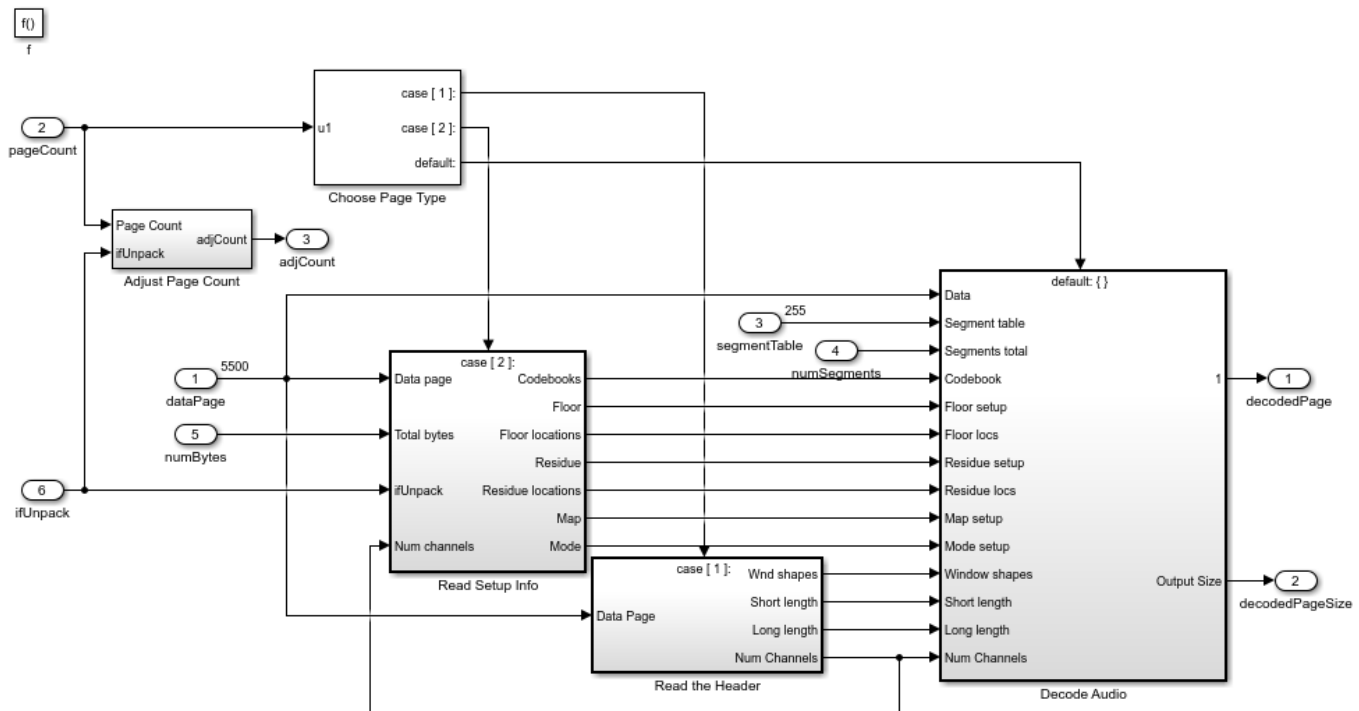 f()
f
case [ 1 ]:
u1
case [ 2 ]:
default:
Choose Page Type
2
pageCount
Page Count
ifUnpack
adjCount
Adjust Page Count
3
adjCount
5500
1
dataPage
5
numBytes
6
ifUnpack
case [ 2 ]:
Data page
Codebooks
Floor
Total bytes
Floor locations
Residue
ifUnpack
Residue locations
Map
Num channels
Mode
Read Setup Info
case [ 1 ]:
Wnd shapes
Data Page
Short length
Long length
Num Channels
Read the Header
255
3
segmentTable
4
numSegments
default: { }
Data
Segment table
Segments total
Codebook
1
Floor setup
Floor locs
Residue setup
Residue locs
Map setup
Mode setup
Window shapes
Output Size
Short length
Long length
Num Channels
Decode Audio
1
decodedPage
2
decodedPageSize